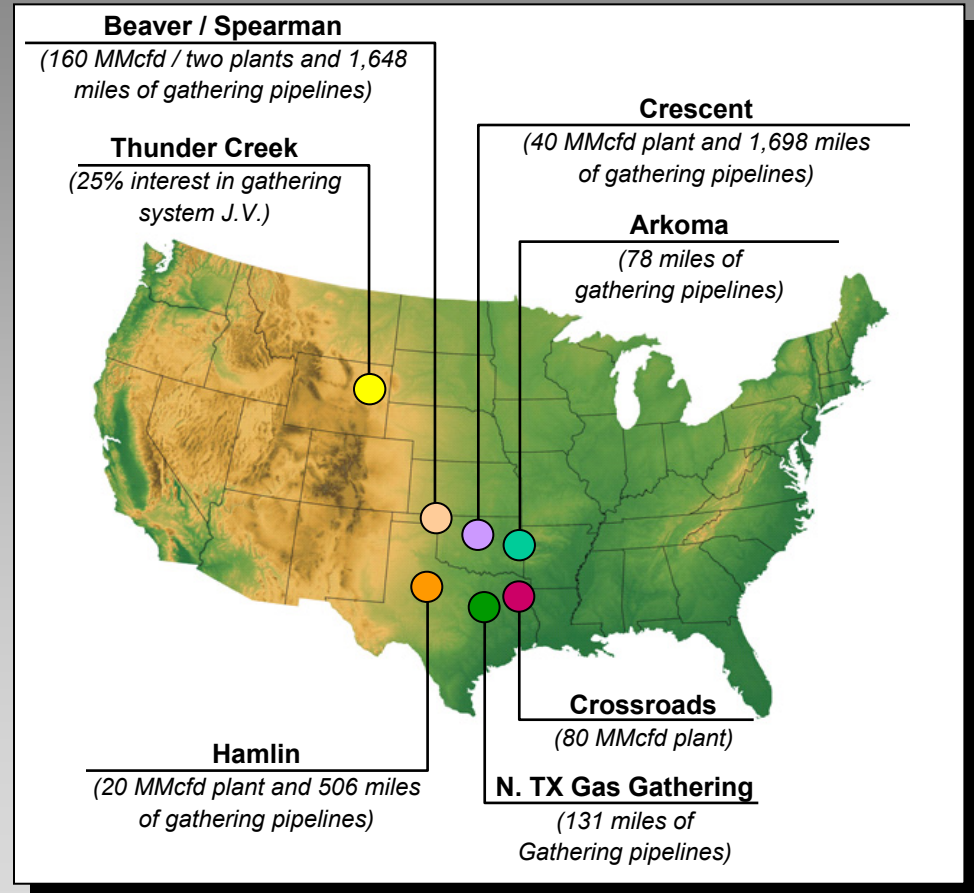 Beaver / Spearman
(160 MMcfd / two plants and 1,648
miles of gathering pipelines)
Crescent
(40 MMcfd plant and 1,698 miles
of gathering pipelines)
Thunder Creek
(25% interest in gathering
system J.V.)
Arkoma
(78 miles of
gathering pipelines)
Crossroads
(80 MMcfd plant)
Hamlin
(20 MMcfd plant and 506 miles
of gathering pipelines)
N. TX Gas Gathering
(131 miles of
Gathering pipelines)